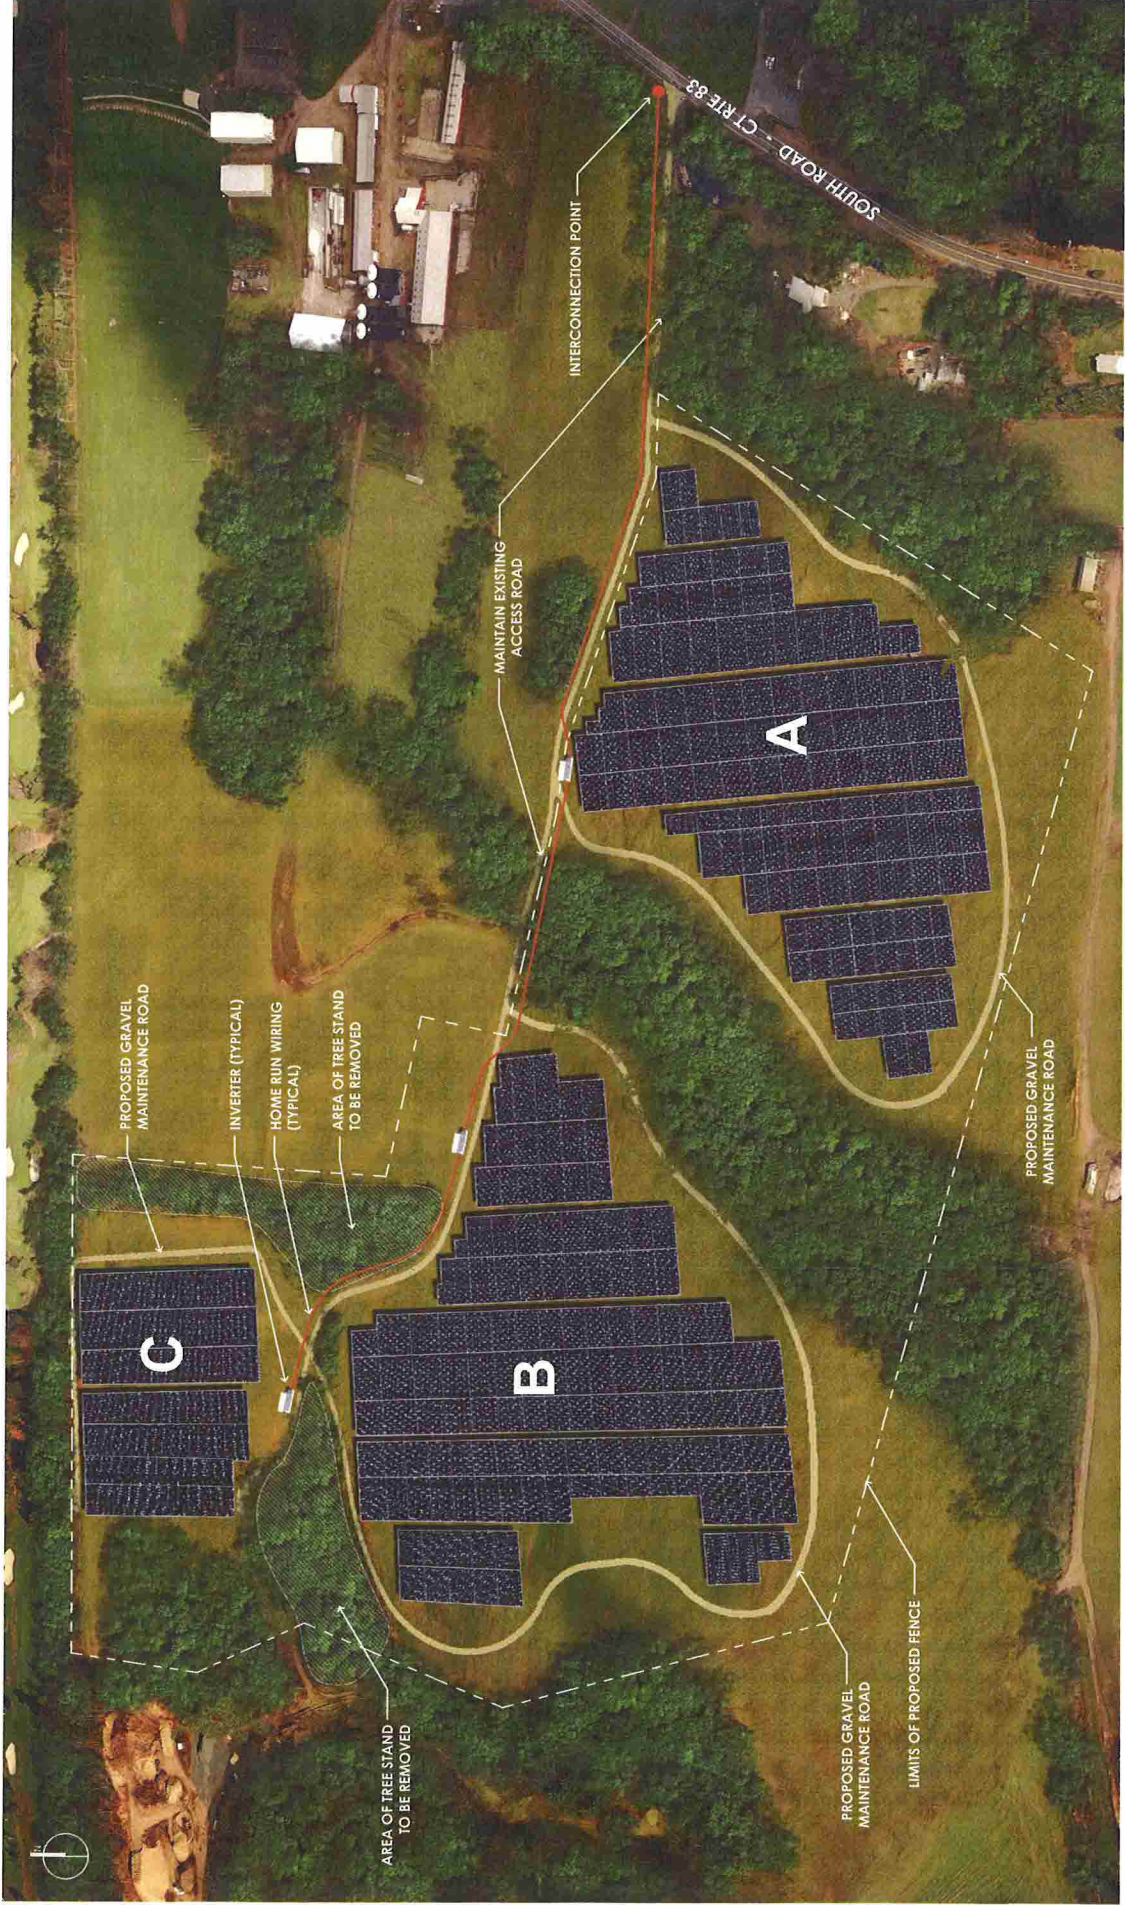 PROPOSED GRAVEL
MAINTENANCE ROAD
INVERTER (TYPICAL)
HOME RUN WIRING
(TYPICAL)
AREA OF TREE STAND
TO BE REMOVED
C
AREA OF TREE STAND
TO BE REMOVED
B
PROPOSED GRAVEL
MAINTENANCE ROAD
LIMITS OF PROPOSED FENCE
MAINTAIN EXISTING
ACCESS ROAD
INTERCONNECTION POINT
SOUTH ROAD - CT RTE 83
A
PROPOSED GRAVEL
MAINTENANCE ROAD
N